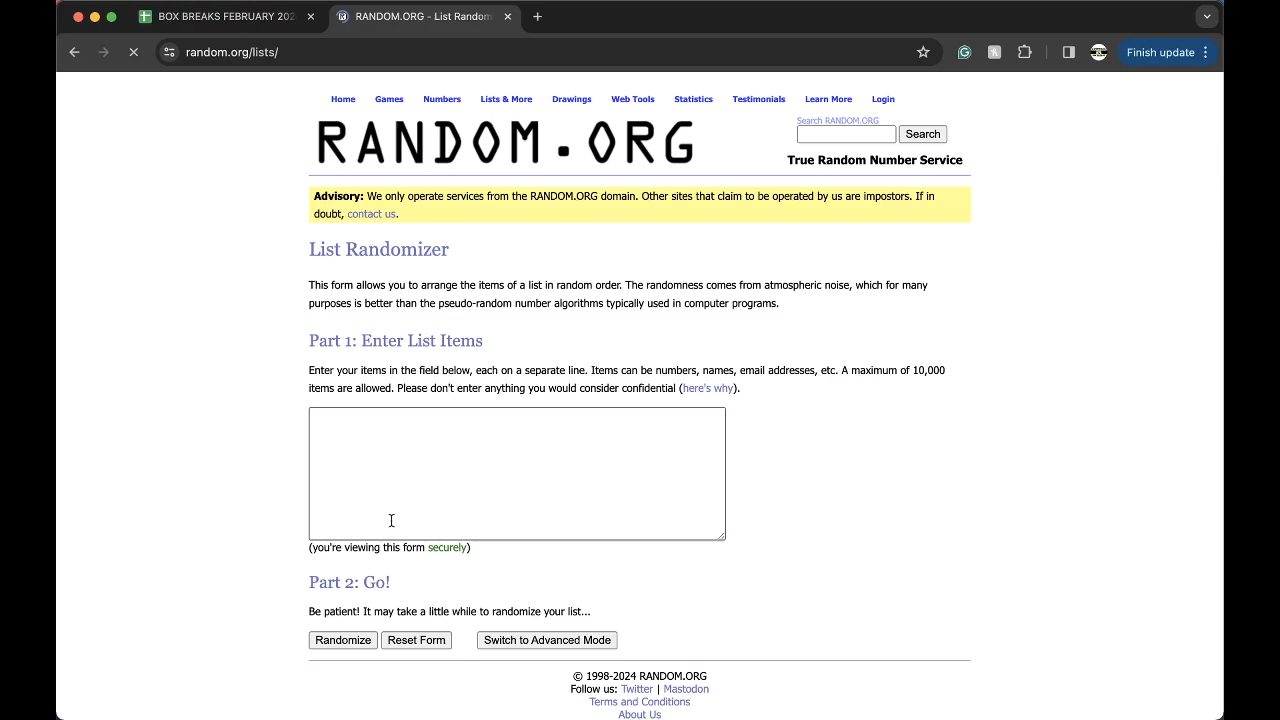 BOX BREAKS FEBRUARY 202
RANDOM.ORG - List Random
random.org/lists/
Finish update
Home Games Numbers Lists & More Drawings Web Tools Statistics Testimonials Learn More Login
RANDOM.ORG
Search RANDOM.ORG
Search
True Random Number Service
Advisory: We only operate services from the RANDOM.ORG domain. Other sites that claim to be operated by us are impostors. If in
doubt, contact us.
List Randomizer
This form allows you to arrange the items of a list in random order. The randomness comes from atmospheric noise, which for many
purposes is better than the pseudo-random number algorithms typically used in computer programs.
Part 1: Enter List Items
Enter your items in the field below, each on a separate line. Items can be numbers, names, email addresses, etc. A maximum of 10,000
items are allowed. Please don't enter anything you would consider confidential (here's why).
(you're viewing this form securely)
Part 2: Go!
Be patient! It may take a little while to randomize your list...
Randomize Reset Form Switch to Advanced Mode
© 1998-2024 RANDOM.ORG
Follow us: Twitter | Mastodon
Terms and Conditions
About Us